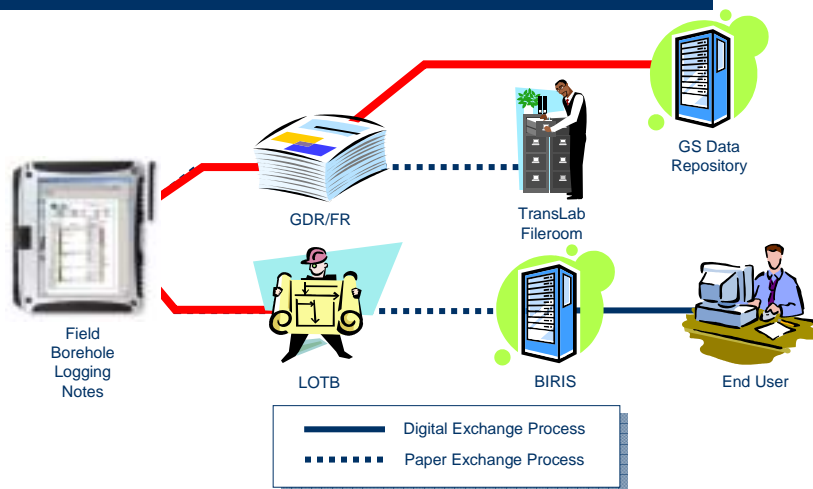 GS Data
Repository
GDR/FR
TransLab
Fileroom
Field
Borehole
Logging
Notes
LOTB
BIRIS
End User
Digital Exchange Process
Paper Exchange Process